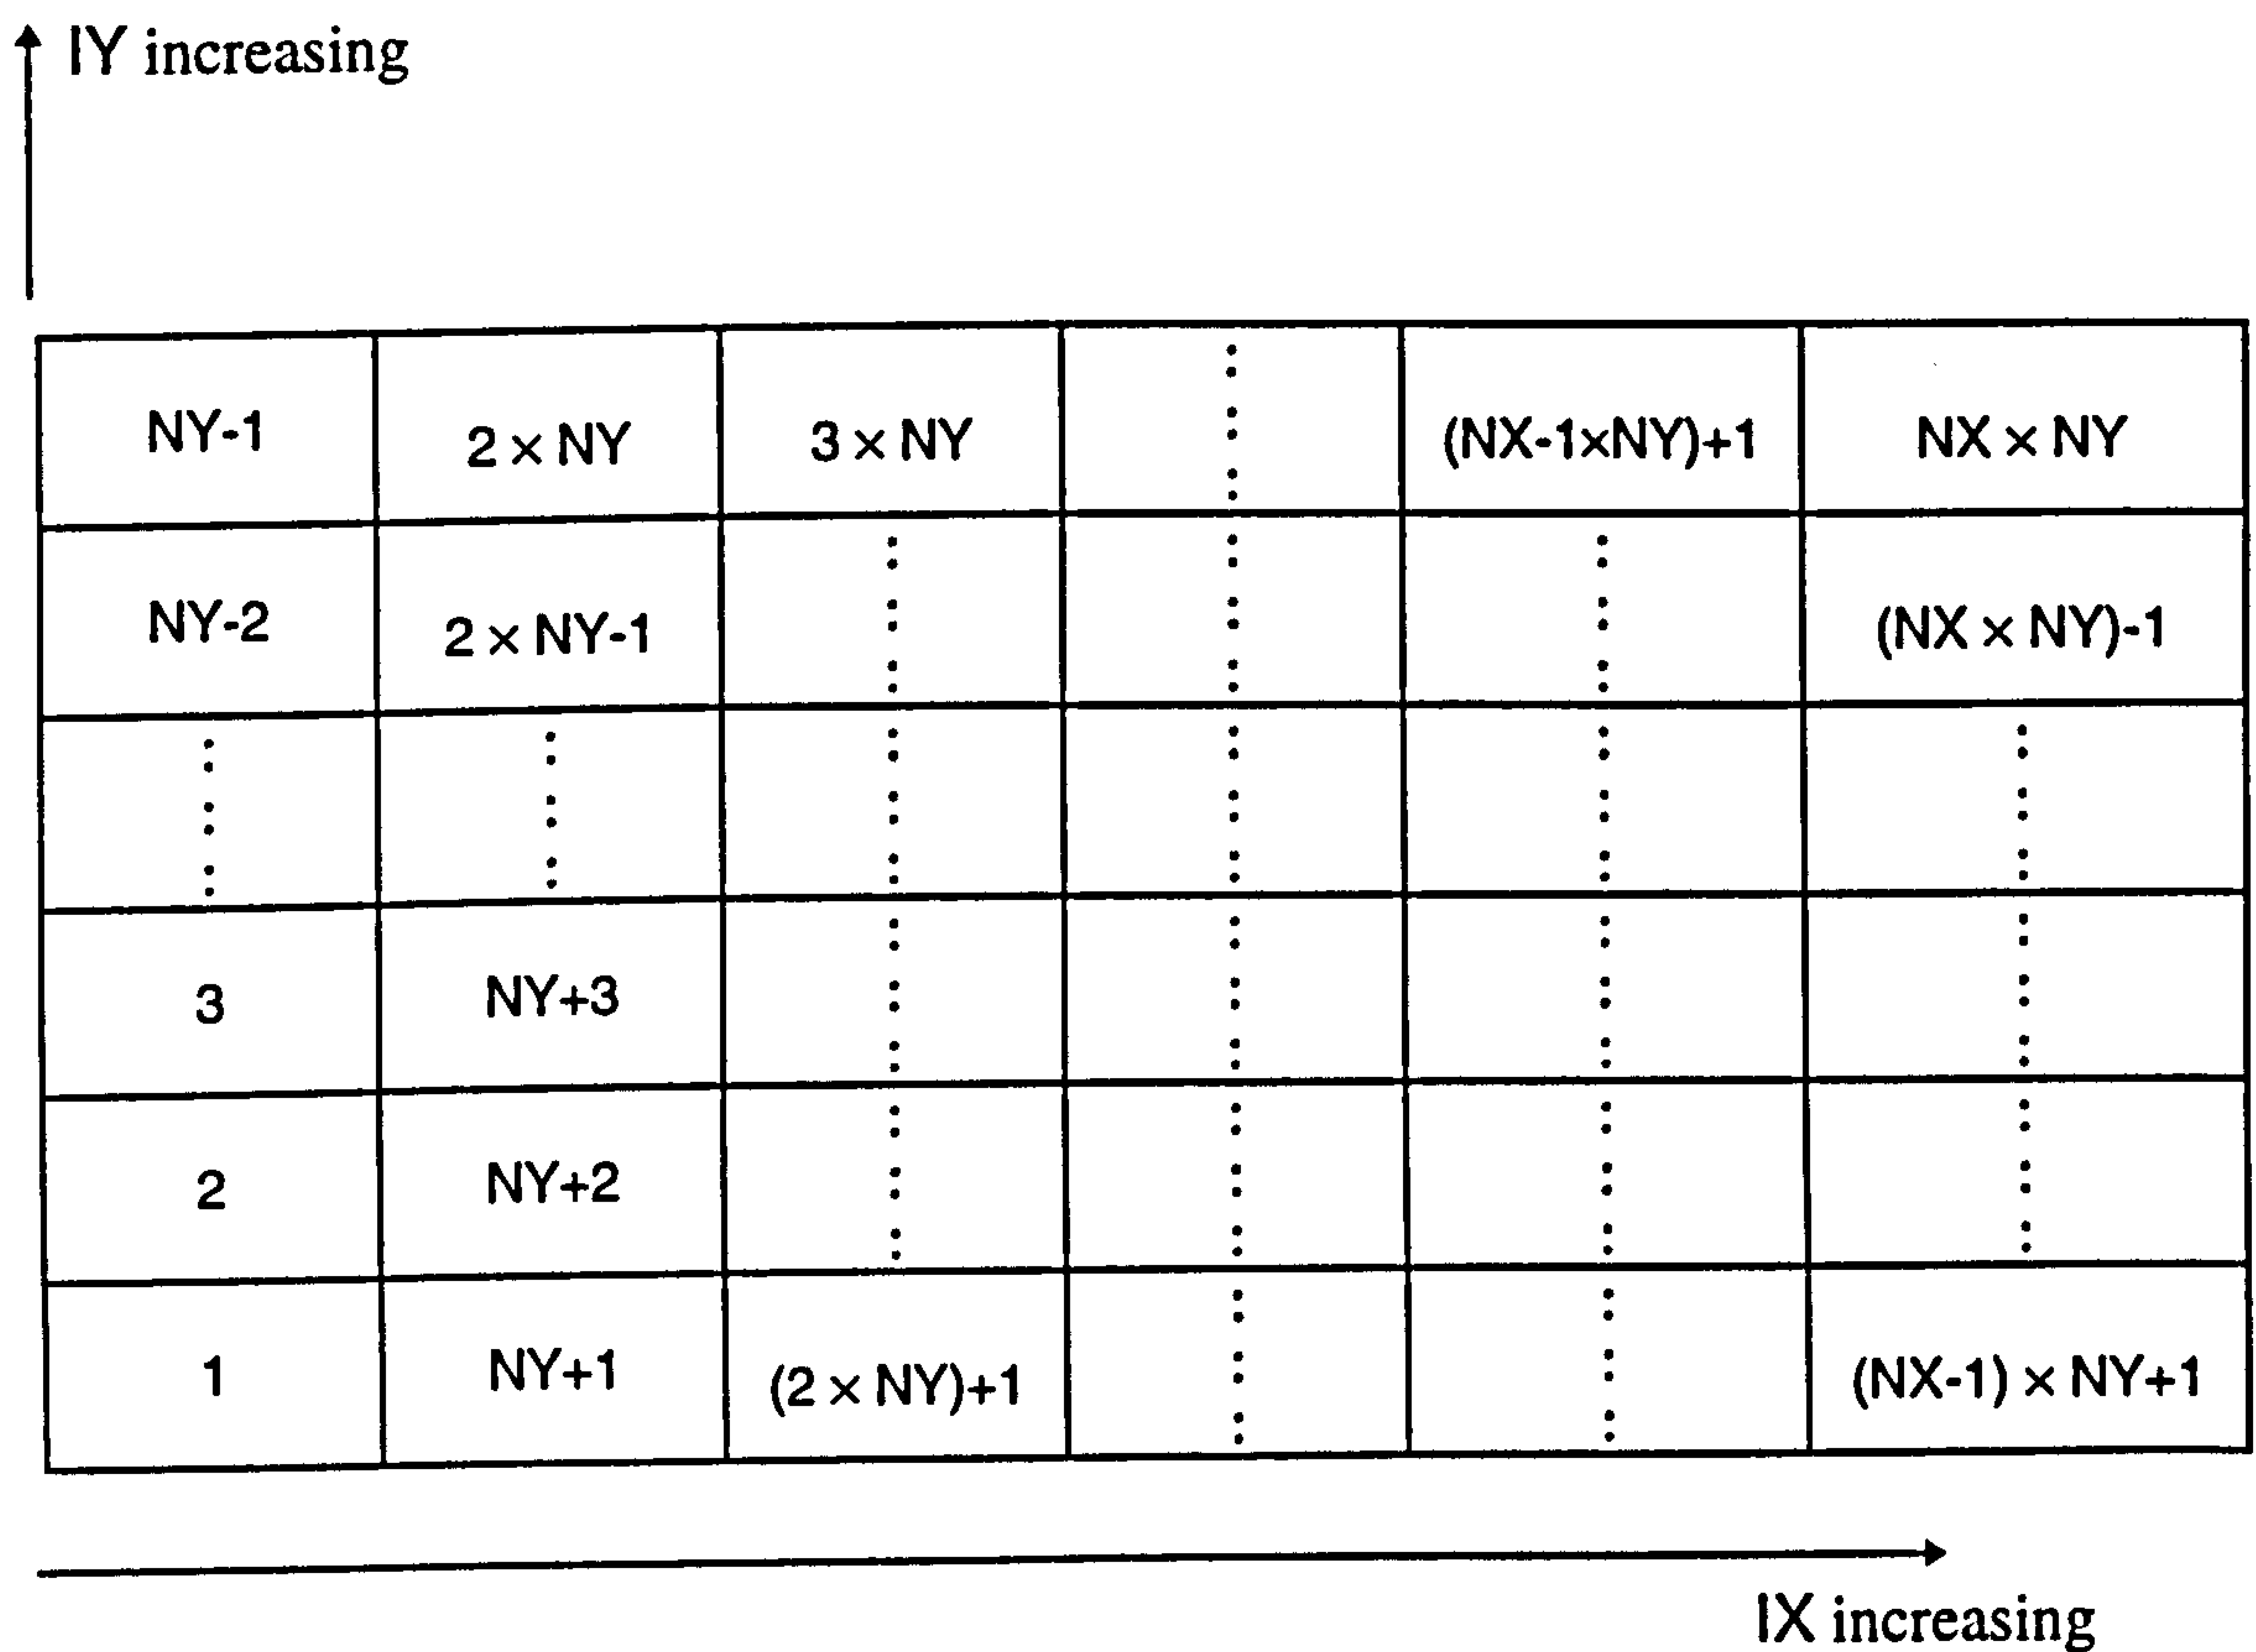 IY increasing
NY-1 2 × NY 3 × NY (NX-1×NY)+1 NX × NY
NY-2 2 × NY-1 (NX × NY)-1
3 NY+3
2 NY+2
1 NY+1 (2 × NY)+1 (NX-1) × NY+1
IX increasing